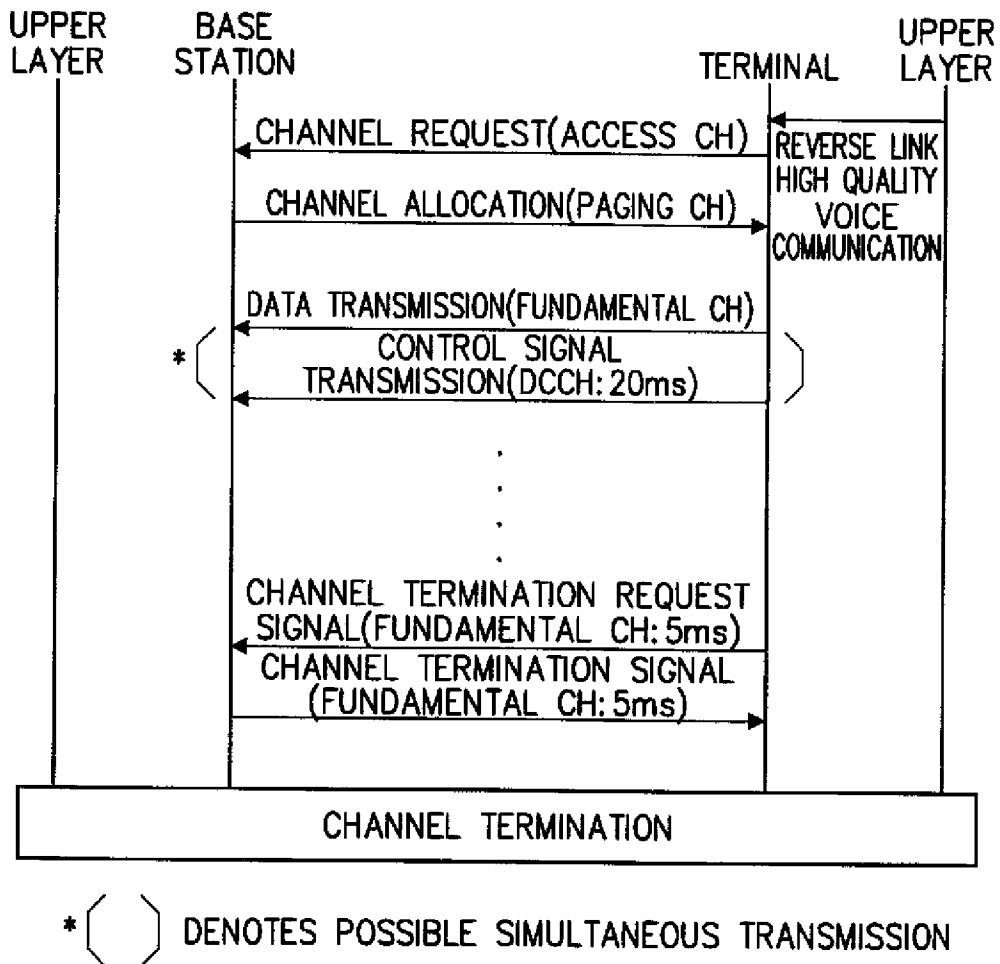 UPPER LAYER
BASE STATION
TERMINAL
UPPER LAYER
REVERSE LINK
HIGH QUALITY
VOICE
COMMUNICATION
CHANNEL REQUEST(ACCESS CH)
CHANNEL ALLOCATION(PAGING CH)
DATA TRANSMISSION(FUNDAMENTAL CH)
*
CONTROL SIGNAL
TRANSMISSION(DCCH: 20ms)
CHANNEL TERMINATION REQUEST
SIGNAL(FUNDAMENTAL CH: 5ms)
CHANNEL TERMINATION SIGNAL
(FUNDAMENTAL CH: 5ms)
CHANNEL TERMINATION
*( ) DENOTES POSSIBLE SIMULTANEOUS TRANSMISSION